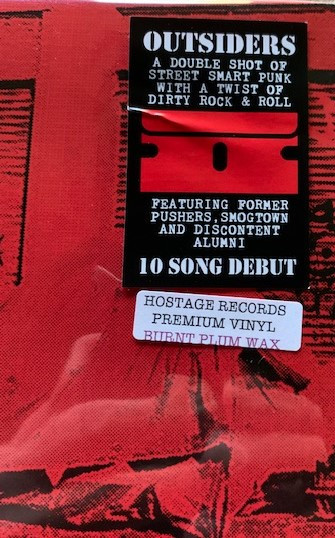 OUTSIDERS
A DOUBLE SHOT OF
STREET SMART PUNK
WITH A TWIST OF
DIRTY ROCK & ROLL
FEATURING FORMER
PUSHERS, SMOGTOWN
AND DISCONTENT
ALUMNI
10 SONG DEBUT
HOSTAGE RECORDS
PREMIUM VINYL
BURNT PLUM WAX